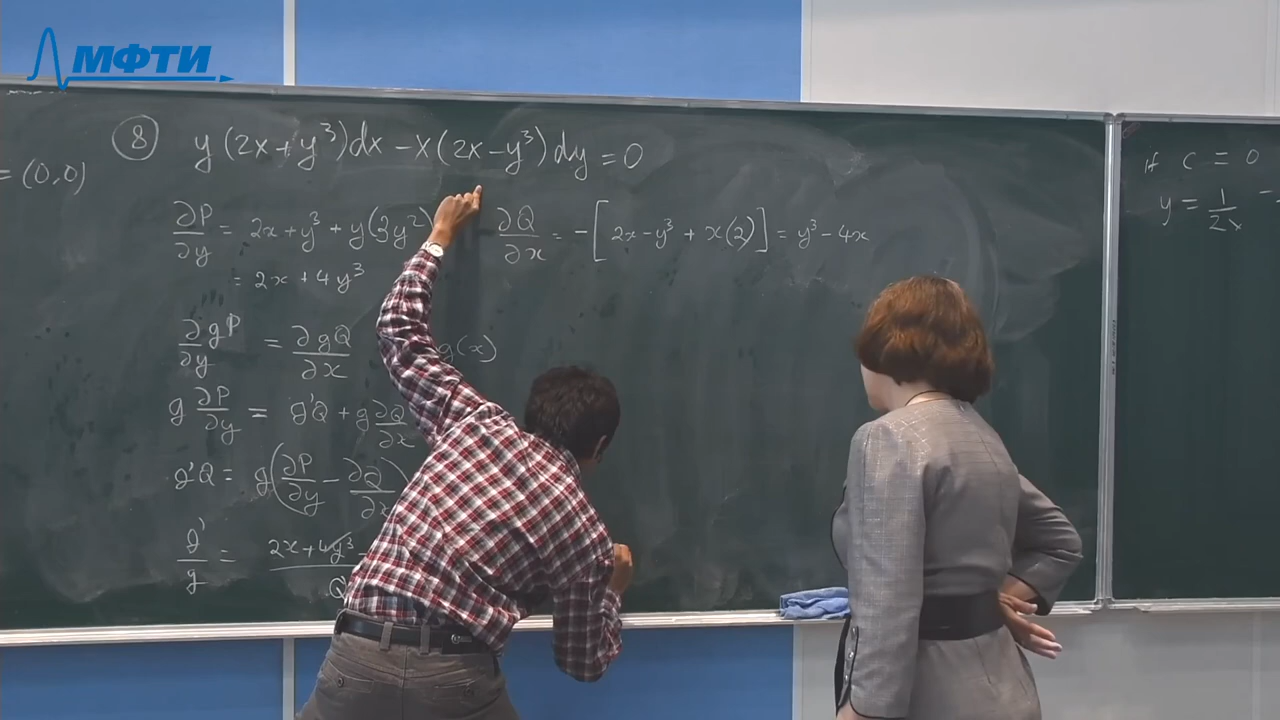 МФТИ
= (0,0)
⑧ y(2x+y³)dx − x(2x−y³)dy = 0
∂P/∂y = 2x+y³ + y(3y²)
= 2x + 4y³
∂Q/∂x = −[2x−y³ + x(2)] = y³ − 4x
∂gP/∂y = ∂gQ/∂x
g(x)
g ∂P/∂y = g'Q + g ∂Q/∂x
g'Q = g(∂P/∂y − ∂Q/∂x)
g'/g = 2x+4y³ / Q
if c = 0
y = 1/2x